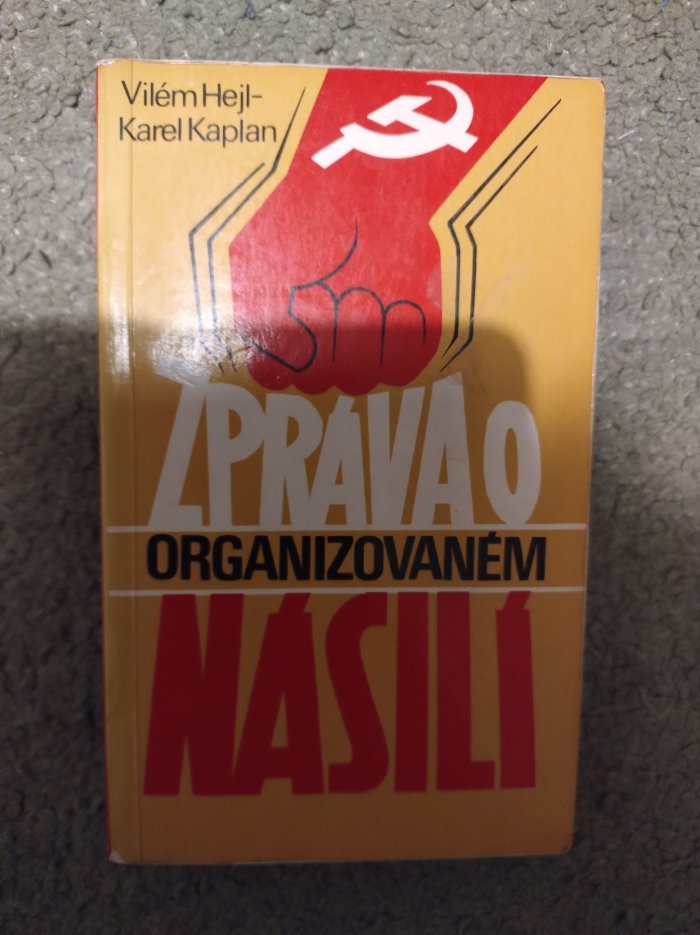 Vilém Hejl-
Karel Kaplan
ZPRÁVA O
ORGANIZOVANÉM
NÁSILÍ